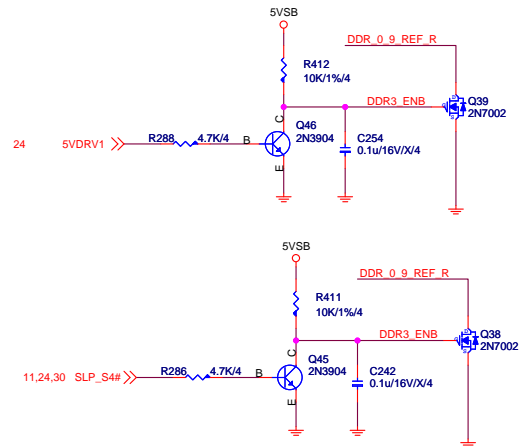 5VSB
DDR_0_9_REF_R
R412
10K/1%/4
DDR3_ENB
Q39
2N7002
Q46
2N3904
C
B
E
C254
0.1u/16V/X/4
24 5VDRV1
R288 4.7K/4
5VSB
DDR_0_9_REF_R
R411
10K/1%/4
DDR3_ENB
Q38
2N7002
Q45
2N3904
C
B
E
C242
0.1u/16V/X/4
11,24,30 SLP_S4#
R286 4.7K/4